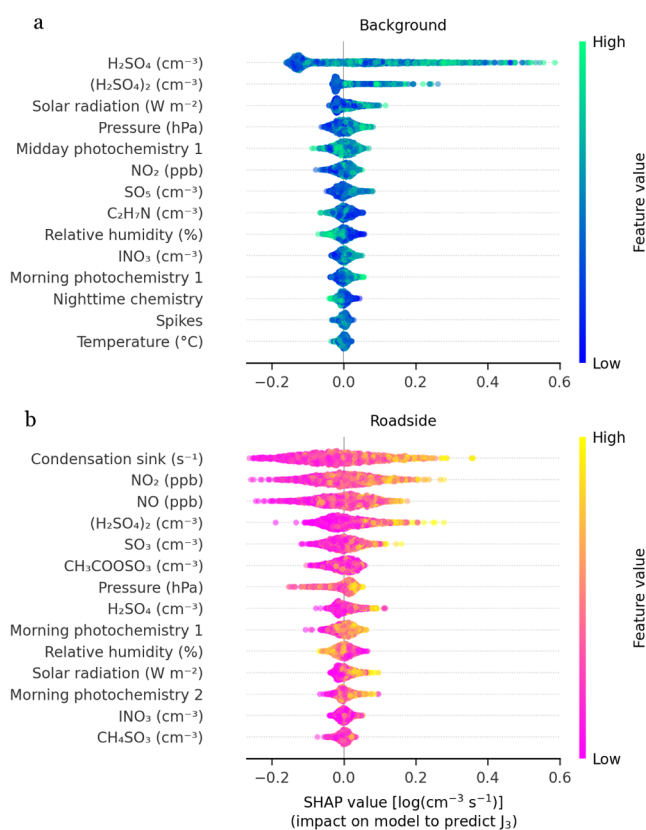 a
Background
High
H₂SO₄ (cm⁻³)
(H₂SO₄)₂ (cm⁻³)
Solar radiation (W m⁻²)
Pressure (hPa)
Midday photochemistry 1
NO₂ (ppb)
SO₅ (cm⁻³)
C₂H₇N (cm⁻³)
Relative humidity (%)
INO₃ (cm⁻³)
Morning photochemistry 1
Nighttime chemistry
Spikes
Temperature (°C)
Feature value
Low
−0.2 0.0 0.2 0.4 0.6
b
Roadside
High
Condensation sink (s⁻¹)
NO₂ (ppb)
NO (ppb)
(H₂SO₄)₂ (cm⁻³)
SO₃ (cm⁻³)
CH₃COOSO₃ (cm⁻³)
Pressure (hPa)
H₂SO₄ (cm⁻³)
Morning photochemistry 1
Relative humidity (%)
Solar radiation (W m⁻²)
Morning photochemistry 2
INO₃ (cm⁻³)
CH₄SO₃ (cm⁻³)
Feature value
Low
−0.2 0.0 0.2 0.4 0.6
SHAP value [log(cm⁻³ s⁻¹)]
(impact on model to predict J₃)